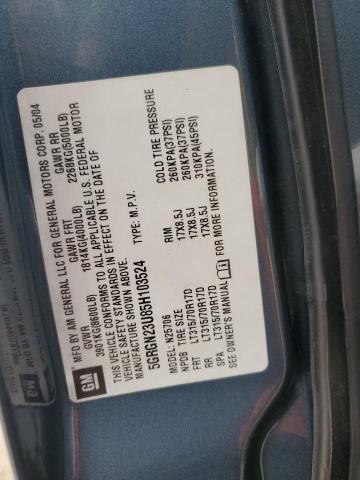 GM
MFD BY AM GENERAL LLC FOR GENERAL MOTORS CORP. 05/04
GVWR GAWR FRT GAWR RR
3901KG(8600LB) 1814KG(4000LB) 2268KG(5000LB)
THIS VEHICLE CONFORMS TO ALL APPLICABLE U.S. FEDERAL MOTOR
VEHICLE SAFETY STANDARDS IN EFFECT ON THE DATE OF
MANUFACTURE SHOWN ABOVE.
5GRGN23U85H103524 TYPE: M.P.V.
MODEL: N25706
NPDB TIRE SIZE RIM COLD TIRE PRESSURE
FRT LT315/70R17D 17X8.5J 260KPA(37PSI)
RR LT315/70R17D 17X8.5J 260KPA(37PSI)
SPA LT315/70R17D 17X8.5J 310KPA(45PSI)
SEE OWNER'S MANUAL FOR MORE INFORMATION.
GM